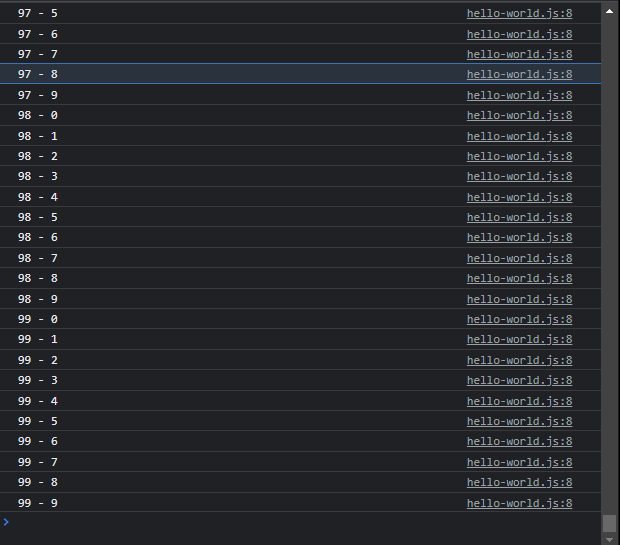 97 - 5 hello-world.js:8
97 - 6 hello-world.js:8
97 - 7 hello-world.js:8
97 - 8 hello-world.js:8
97 - 9 hello-world.js:8
98 - 0 hello-world.js:8
98 - 1 hello-world.js:8
98 - 2 hello-world.js:8
98 - 3 hello-world.js:8
98 - 4 hello-world.js:8
98 - 5 hello-world.js:8
98 - 6 hello-world.js:8
98 - 7 hello-world.js:8
98 - 8 hello-world.js:8
98 - 9 hello-world.js:8
99 - 0 hello-world.js:8
99 - 1 hello-world.js:8
99 - 2 hello-world.js:8
99 - 3 hello-world.js:8
99 - 4 hello-world.js:8
99 - 5 hello-world.js:8
99 - 6 hello-world.js:8
99 - 7 hello-world.js:8
99 - 8 hello-world.js:8
99 - 9 hello-world.js:8
>